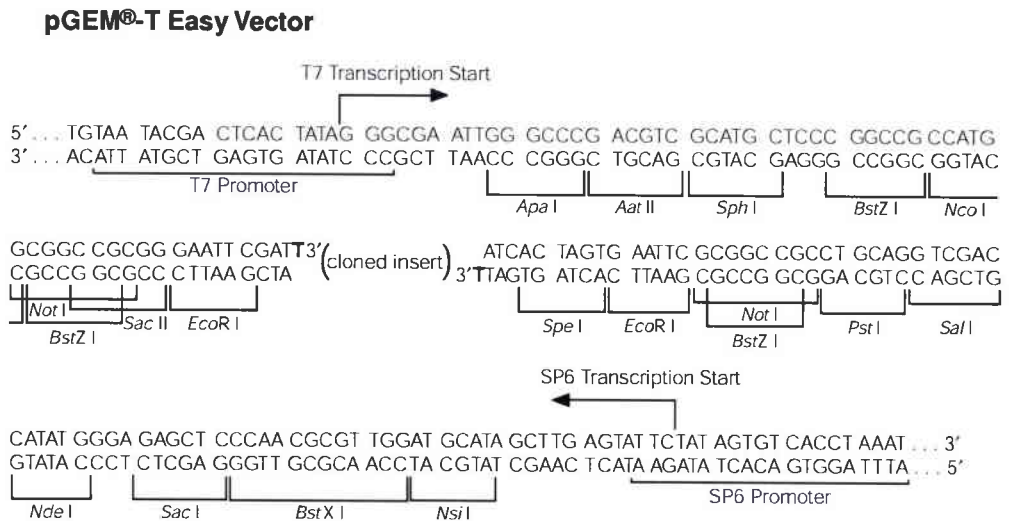 pGEM®-T Easy Vector
T7 Transcription Start
5′... TGTAA TACGA CTCAC TATAG GGCGA ATTGG GCCCG ACGTC GCATG CTCCC GGCCG CCATG
3′... ACATT ATGCT GAGTG ATATC CCGCT TAACC CGGGC TGCAG CGTAC GAGGG CCGGC GGTAC
T7 Promoter
Apa I Aat II Sph I BstZ I Nco I
GCGGC CGCGG GAATT CGATT3′ (cloned insert) ATCAC TAGTG AATTC GCGGC CGCCT GCAGG TCGAC
CGCCG GCGCC CTTAA GCTA 3′TTAGTG ATCAC TTAAG CGCCG GCGGA CGTCC AGCTG
Not I Sac II EcoR I Spe I EcoR I Not I Pst I Sal I
BstZ I BstZ I
SP6 Transcription Start
CATAT GGGA GAGCT CCCAA CGCGT TGGAT GCATA GCTTG AGTAT TCTAT AGTGT CACCT AAAT... 3′
GTATA CCCT CTCGAG GGTT GCGCA ACCTA CGTAT CGAAC TCATA AGATA TCACA GTGGA TTTA... 5′
Nde I Sac I BstX I Nsi I SP6 Promoter